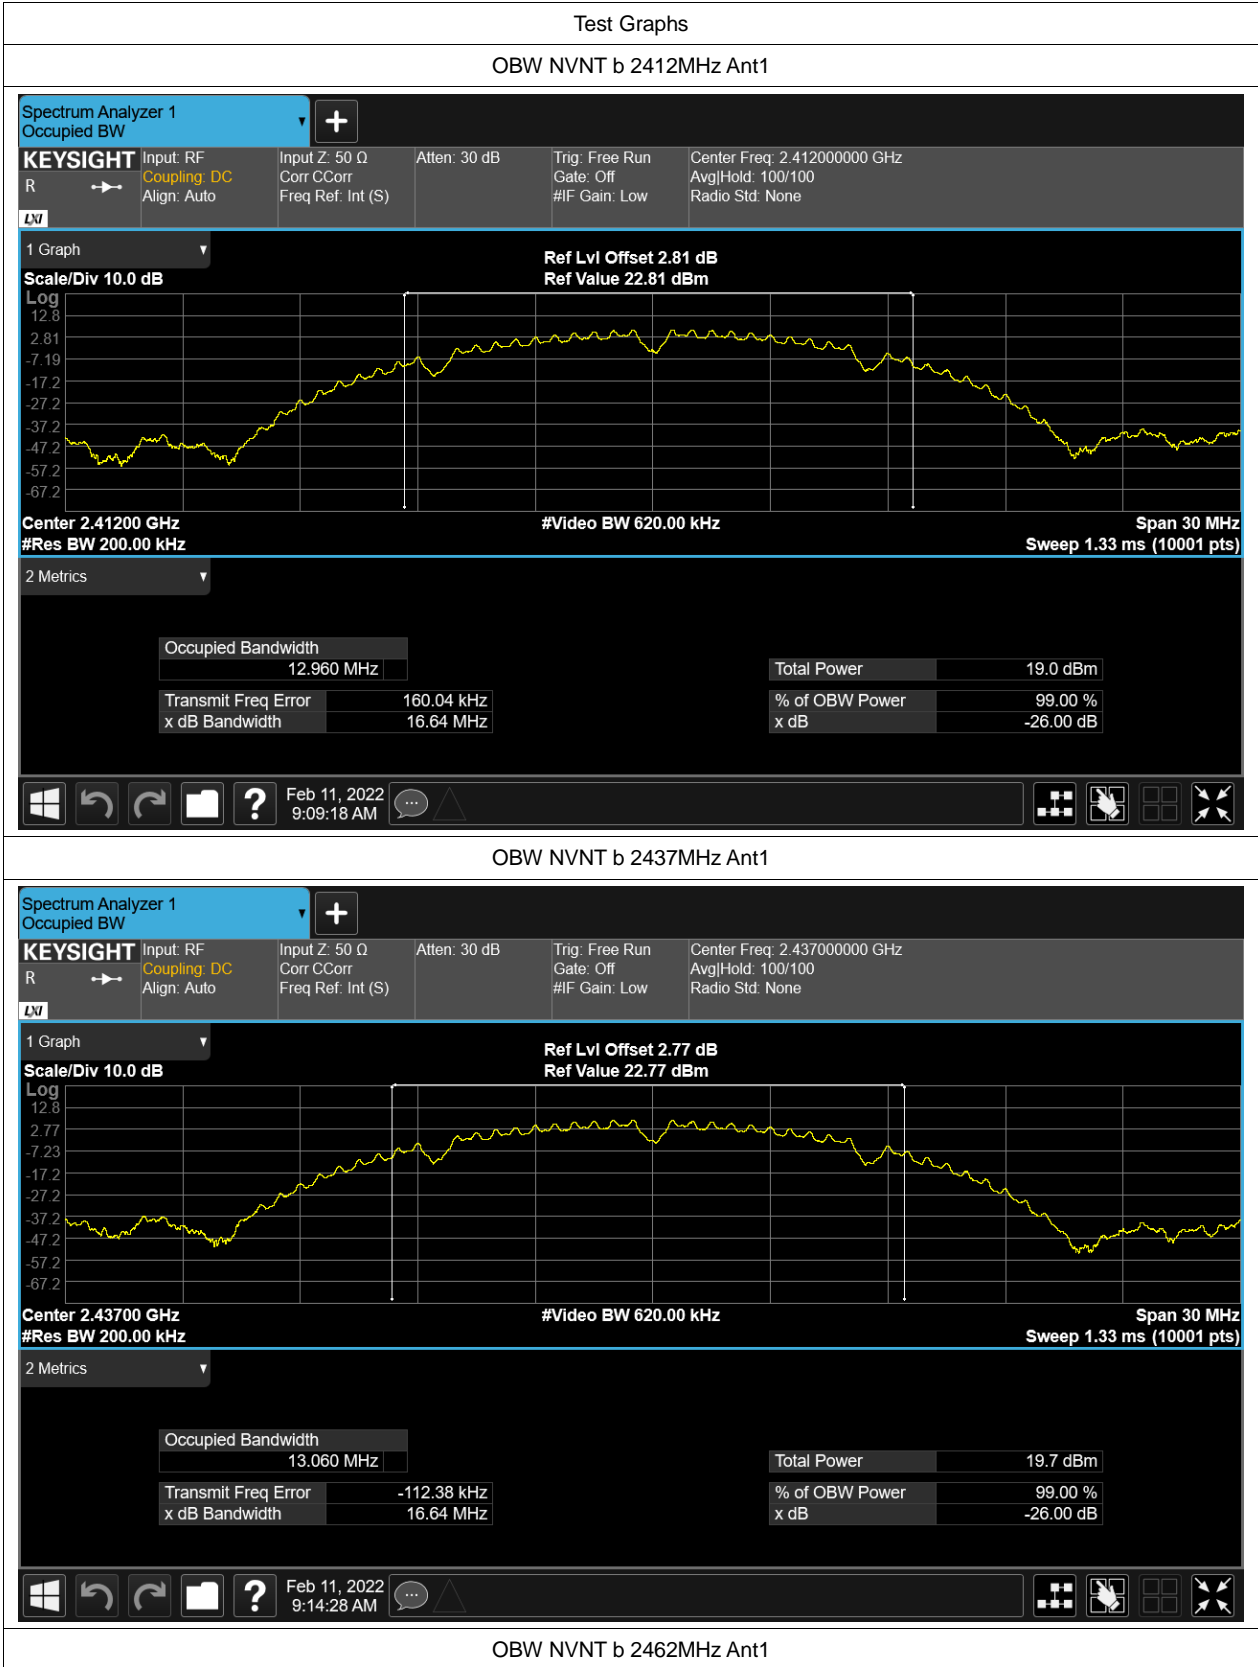 Test Graphs
OBW NVNT b 2412MHz Ant1
Spectrum Analyzer 1
Occupied BW
KEYSIGHT Input: RF Input Z: 50 Ω Atten: 30 dB Trig: Free Run Center Freq: 2.412000000 GHz
R Coupling: DC Corr CCorr Gate: Off Avg|Hold: 100/100
Align: Auto Freq Ref: Int (S) #IF Gain: Low Radio Std: None
LXI
1 Graph
Ref Lvl Offset 2.81 dB
Scale/Div 10.0 dB Ref Value 22.81 dBm
Log
12.8
2.81
-7.19
-17.2
-27.2
-37.2
-47.2
-57.2
-67.2
Center 2.41200 GHz #Video BW 620.00 kHz Span 30 MHz
#Res BW 200.00 kHz Sweep 1.33 ms (10001 pts)
2 Metrics
Occupied Bandwidth
12.960 MHz Total Power 19.0 dBm
Transmit Freq Error 160.04 kHz % of OBW Power 99.00 %
x dB Bandwidth 16.64 MHz x dB -26.00 dB
? Feb 11, 2022
9:09:18 AM
OBW NVNT b 2437MHz Ant1
Spectrum Analyzer 1
Occupied BW
KEYSIGHT Input: RF Input Z: 50 Ω Atten: 30 dB Trig: Free Run Center Freq: 2.437000000 GHz
R Coupling: DC Corr CCorr Gate: Off Avg|Hold: 100/100
Align: Auto Freq Ref: Int (S) #IF Gain: Low Radio Std: None
LXI
1 Graph
Ref Lvl Offset 2.77 dB
Scale/Div 10.0 dB Ref Value 22.77 dBm
Log
12.8
2.77
-7.23
-17.2
-27.2
-37.2
-47.2
-57.2
-67.2
Center 2.43700 GHz #Video BW 620.00 kHz Span 30 MHz
#Res BW 200.00 kHz Sweep 1.33 ms (10001 pts)
2 Metrics
Occupied Bandwidth
13.060 MHz Total Power 19.7 dBm
Transmit Freq Error -112.38 kHz % of OBW Power 99.00 %
x dB Bandwidth 16.64 MHz x dB -26.00 dB
? Feb 11, 2022
9:14:28 AM
OBW NVNT b 2462MHz Ant1